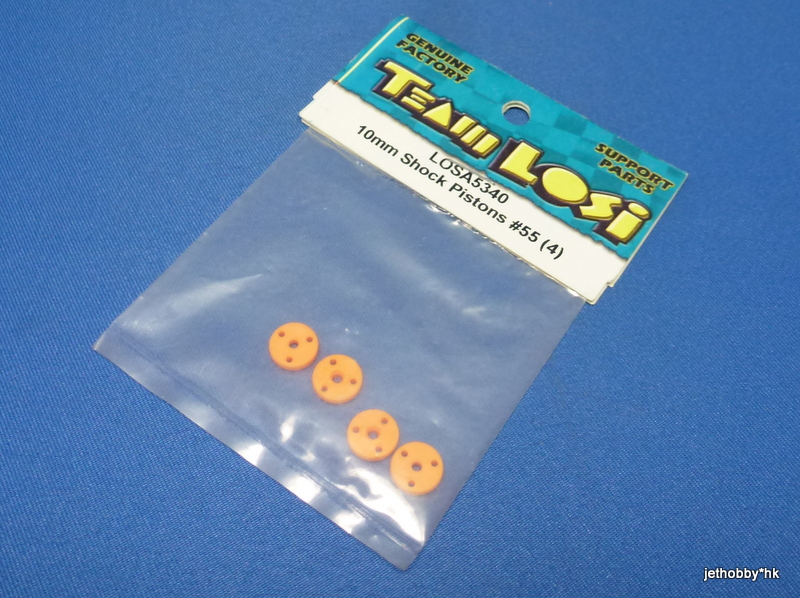 GENUINE
FACTORY
TEAM LOSI
SUPPORT
PARTS
LOSA5340
10mm Shock Pistons #55 (4)
jethobby*hk